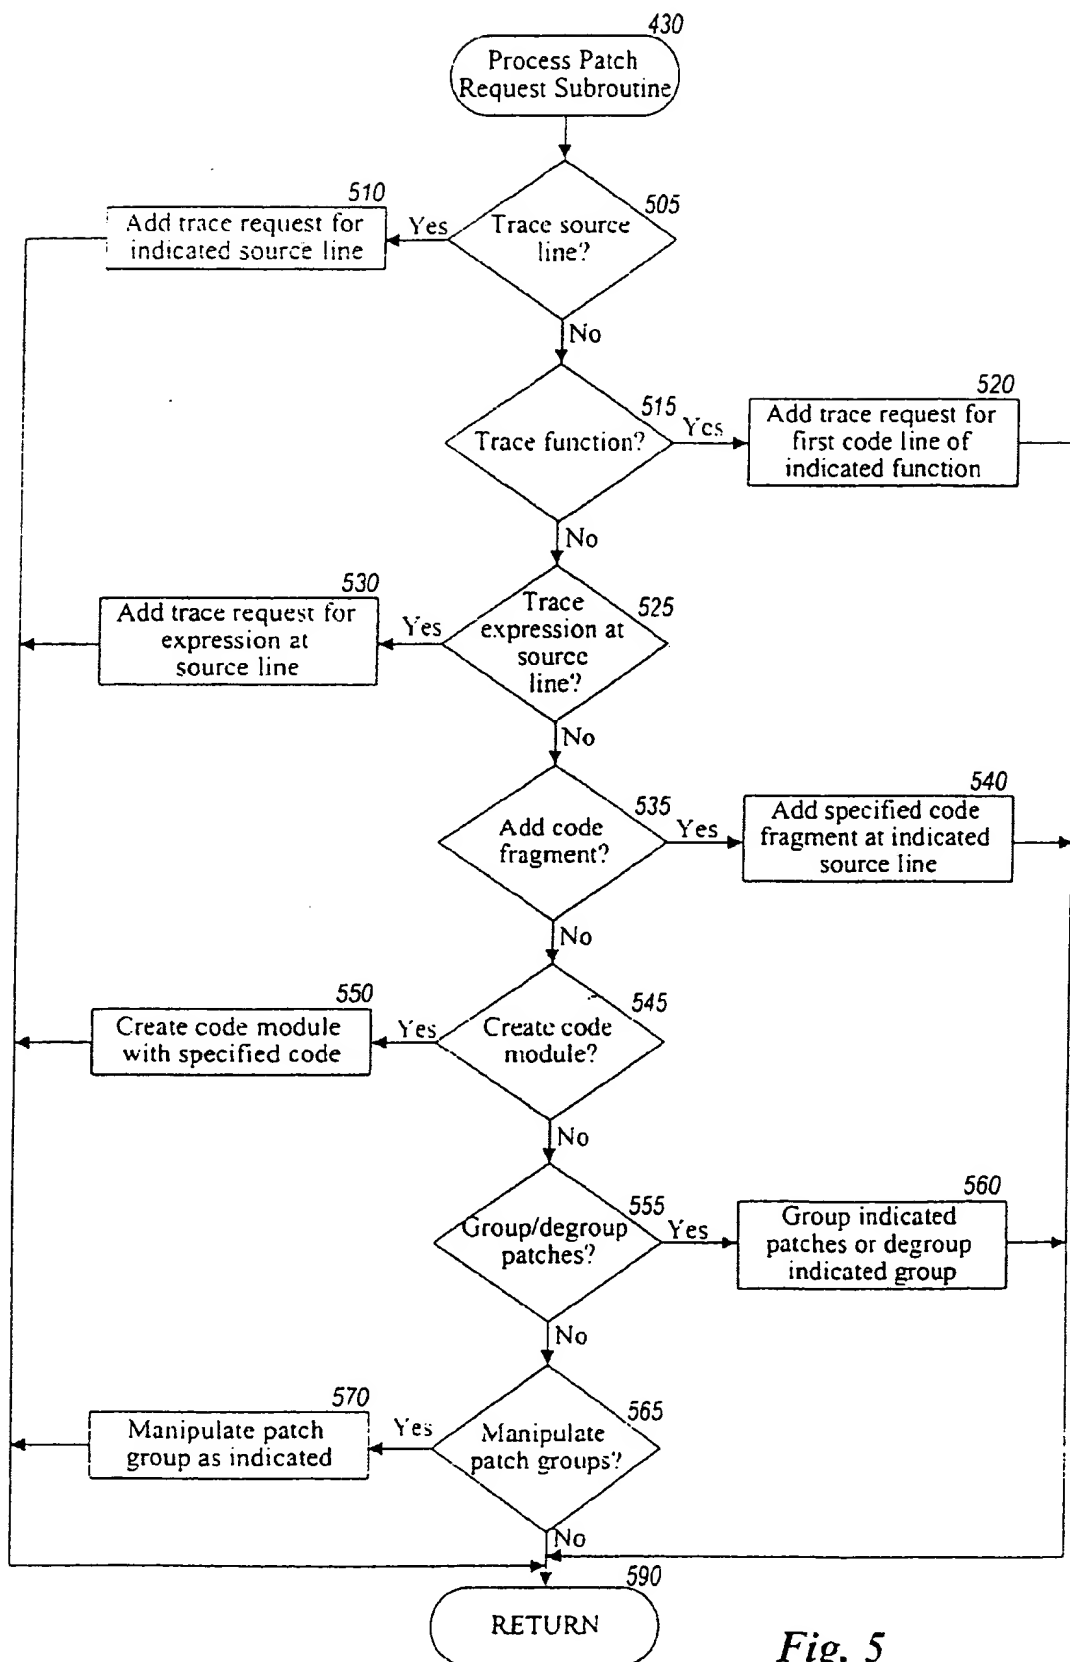 430
Process Patch
Request Subroutine
510
Add trace request for
indicated source line
Yes
505
Trace source
line?
No
515
Trace function?
Yes
520
Add trace request for
first code line of
indicated function
No
530
Add trace request for
expression at
source line
Yes
525
Trace
expression at
source
line?
No
535
Add code
fragment?
Yes
540
Add specified code
fragment at indicated
source line
No
550
Create code module
with specified code
Yes
545
Create code
module?
No
555
Group/degroup
patches?
Yes
560
Group indicated
patches or degroup
indicated group
No
570
Manipulate patch
group as indicated
Yes
565
Manipulate
patch groups?
No
590
RETURN
Fig. 5